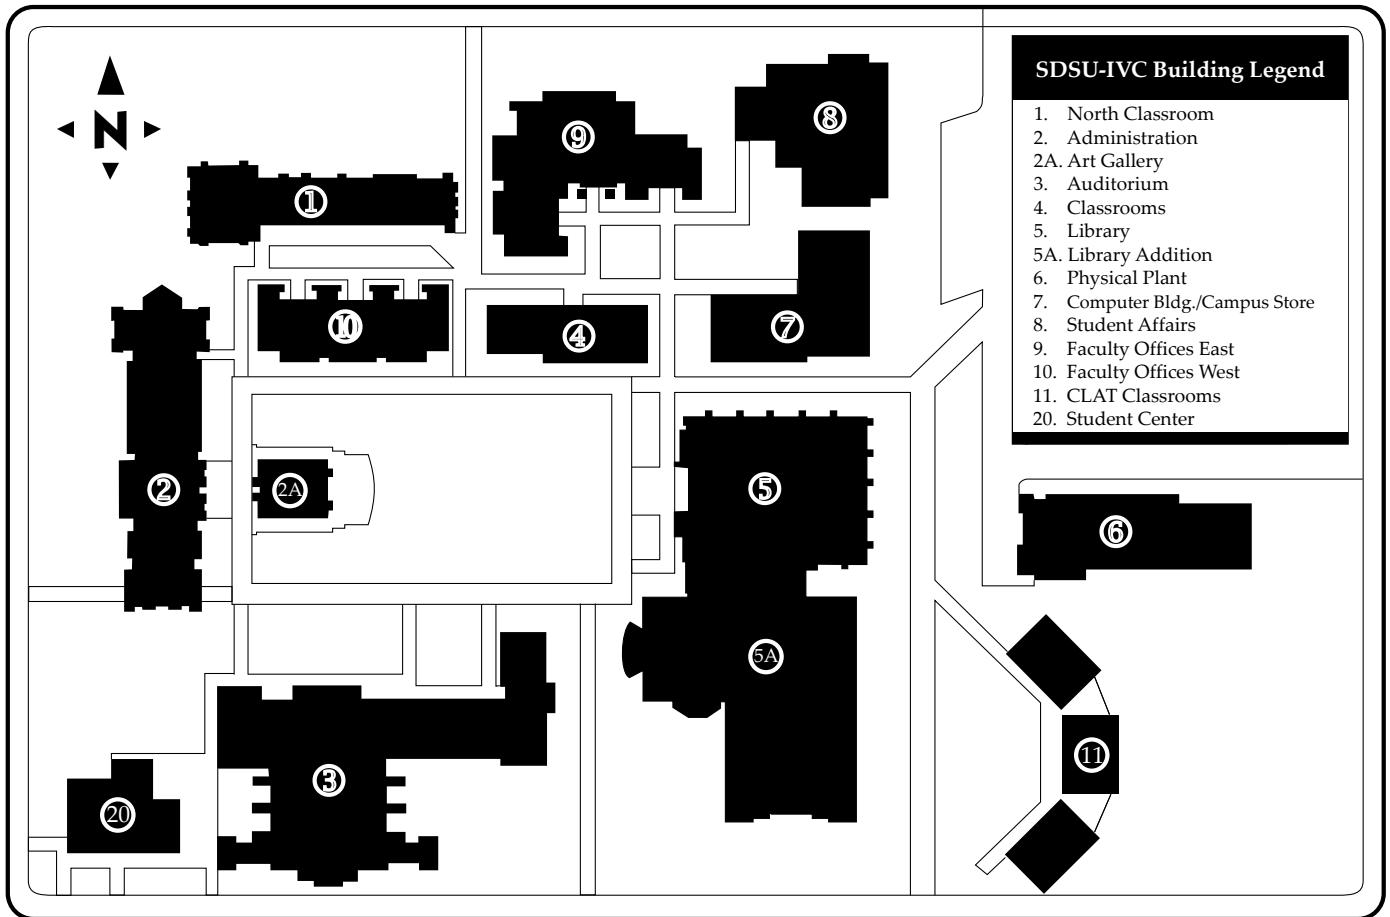 SDSU-IVC Building Legend
1. North Classroom
2. Administration
2A. Art Gallery
3. Auditorium
4. Classrooms
5. Library
5A. Library Addition
6. Physical Plant
7. Computer Bldg./Campus Store
8. Student Affairs
9. Faculty Offices East
10. Faculty Offices West
11. CLAT Classrooms
20. Student Center
N
8
9
1
10
4
7
2
2A
5
6
5A
11
3
20